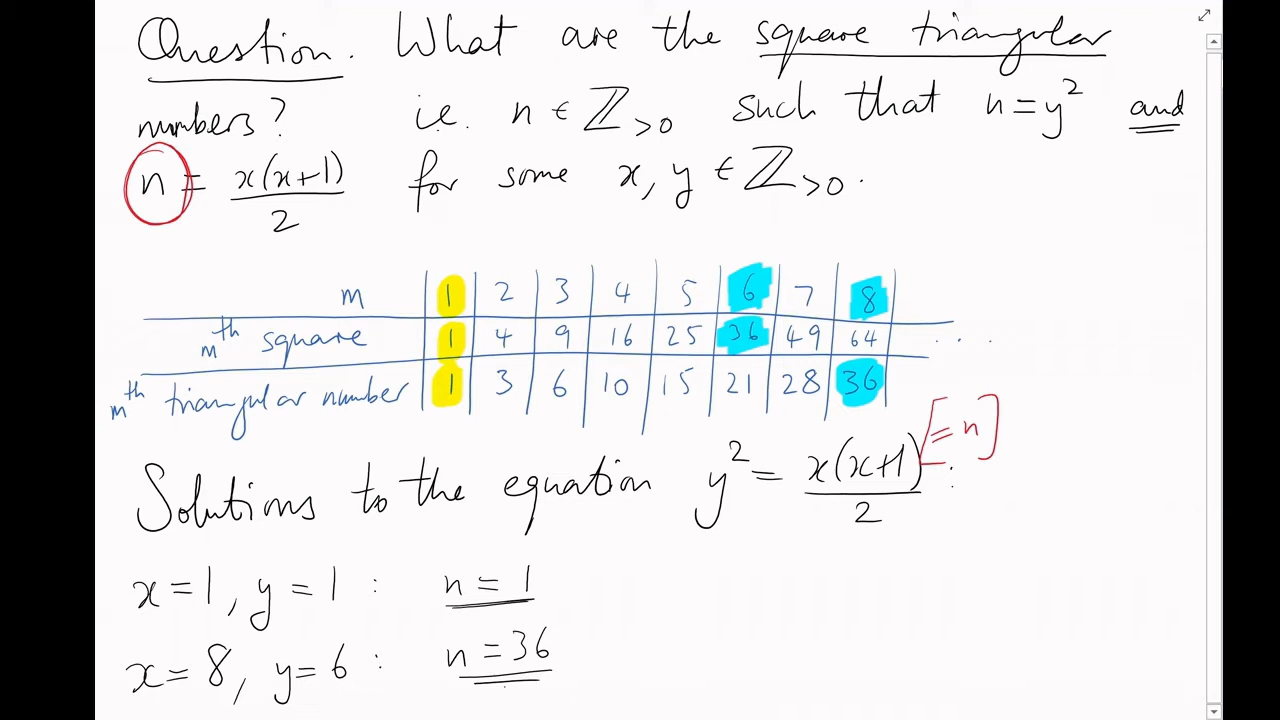 Question. What are the square triangular
numbers? i.e. n ∈ ℤ>0 such that n = y² and
n = x(x+1)/2 for some x, y ∈ ℤ>0.
m 1 2 3 4 5 6 7 8
mth square 1 4 9 16 25 36 49 64 ...
mth triangular number 1 3 6 10 15 21 28 36
Solutions to the equation y² = x(x+1)/2 [= n] :
x = 1, y = 1 : n = 1
x = 8, y = 6 : n = 36